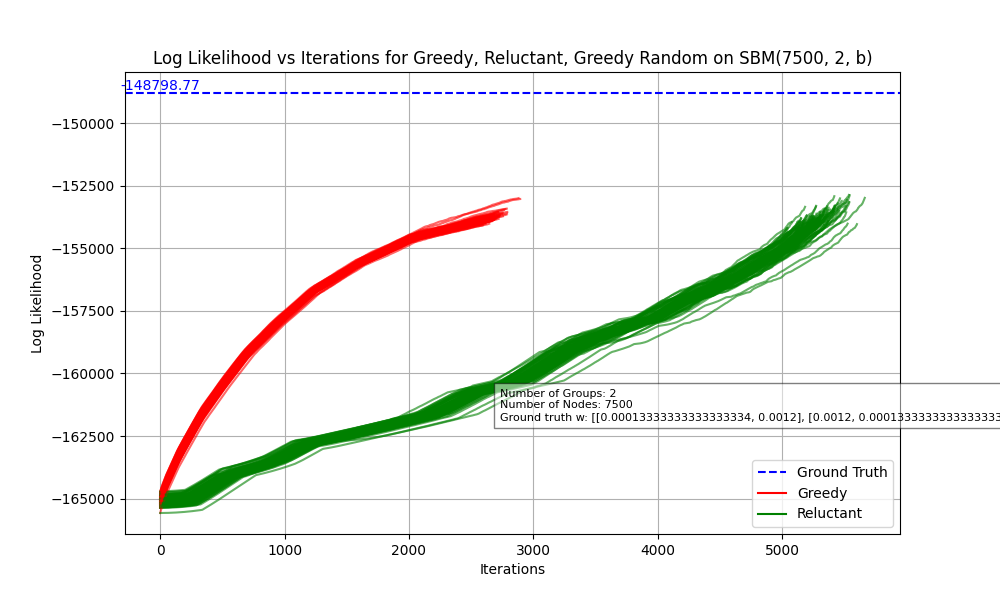 Log Likelihood vs Iterations for Greedy, Reluctant, Greedy Random on SBM(7500, 2, b)
-148798.77
−150000
−152500
−155000
−157500
−160000
−162500
−165000
Log Likelihood
Number of Groups: 2
Number of Nodes: 7500
Ground truth w: [[0.00013333333333333334, 0.0012], [0.0012, 0.00013333333333333333
Ground Truth
Greedy
Reluctant
0 1000 2000 3000 4000 5000
Iterations